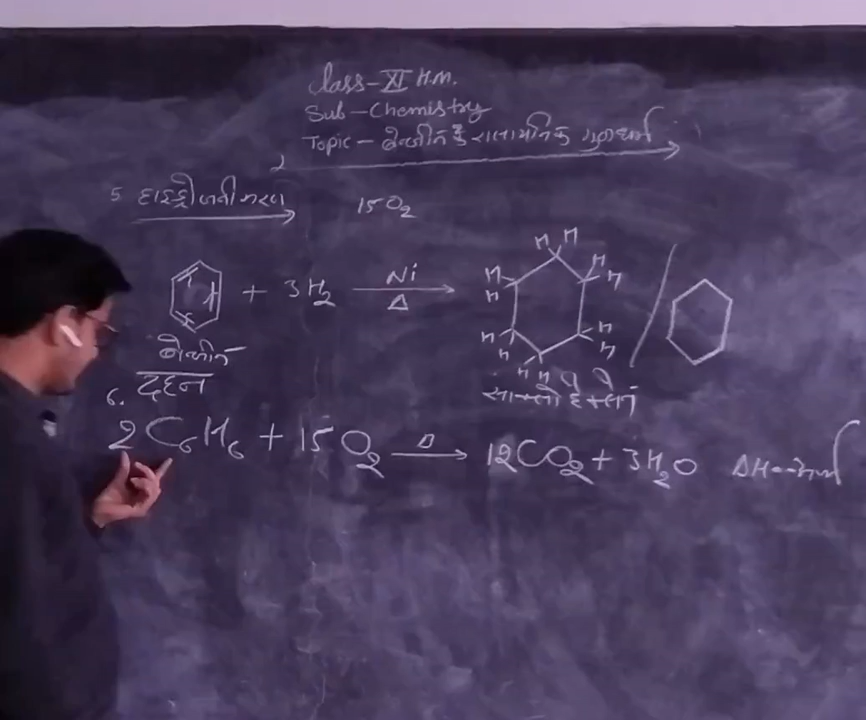 Class-XI H.M.
Sub-Chemistry
Topic- बेन्जीन के रासायनिक गुणधर्म
5. हाइड्रोजनीकरण
15O₂
+ 3H₂ Ni Δ
H H H H H H H H H H H H
बेन्जीन
साइक्लोहेक्सेन
6. दहन
2C₆H₆ + 15O₂ Δ 12CO₂ + 3H₂O ΔH=-